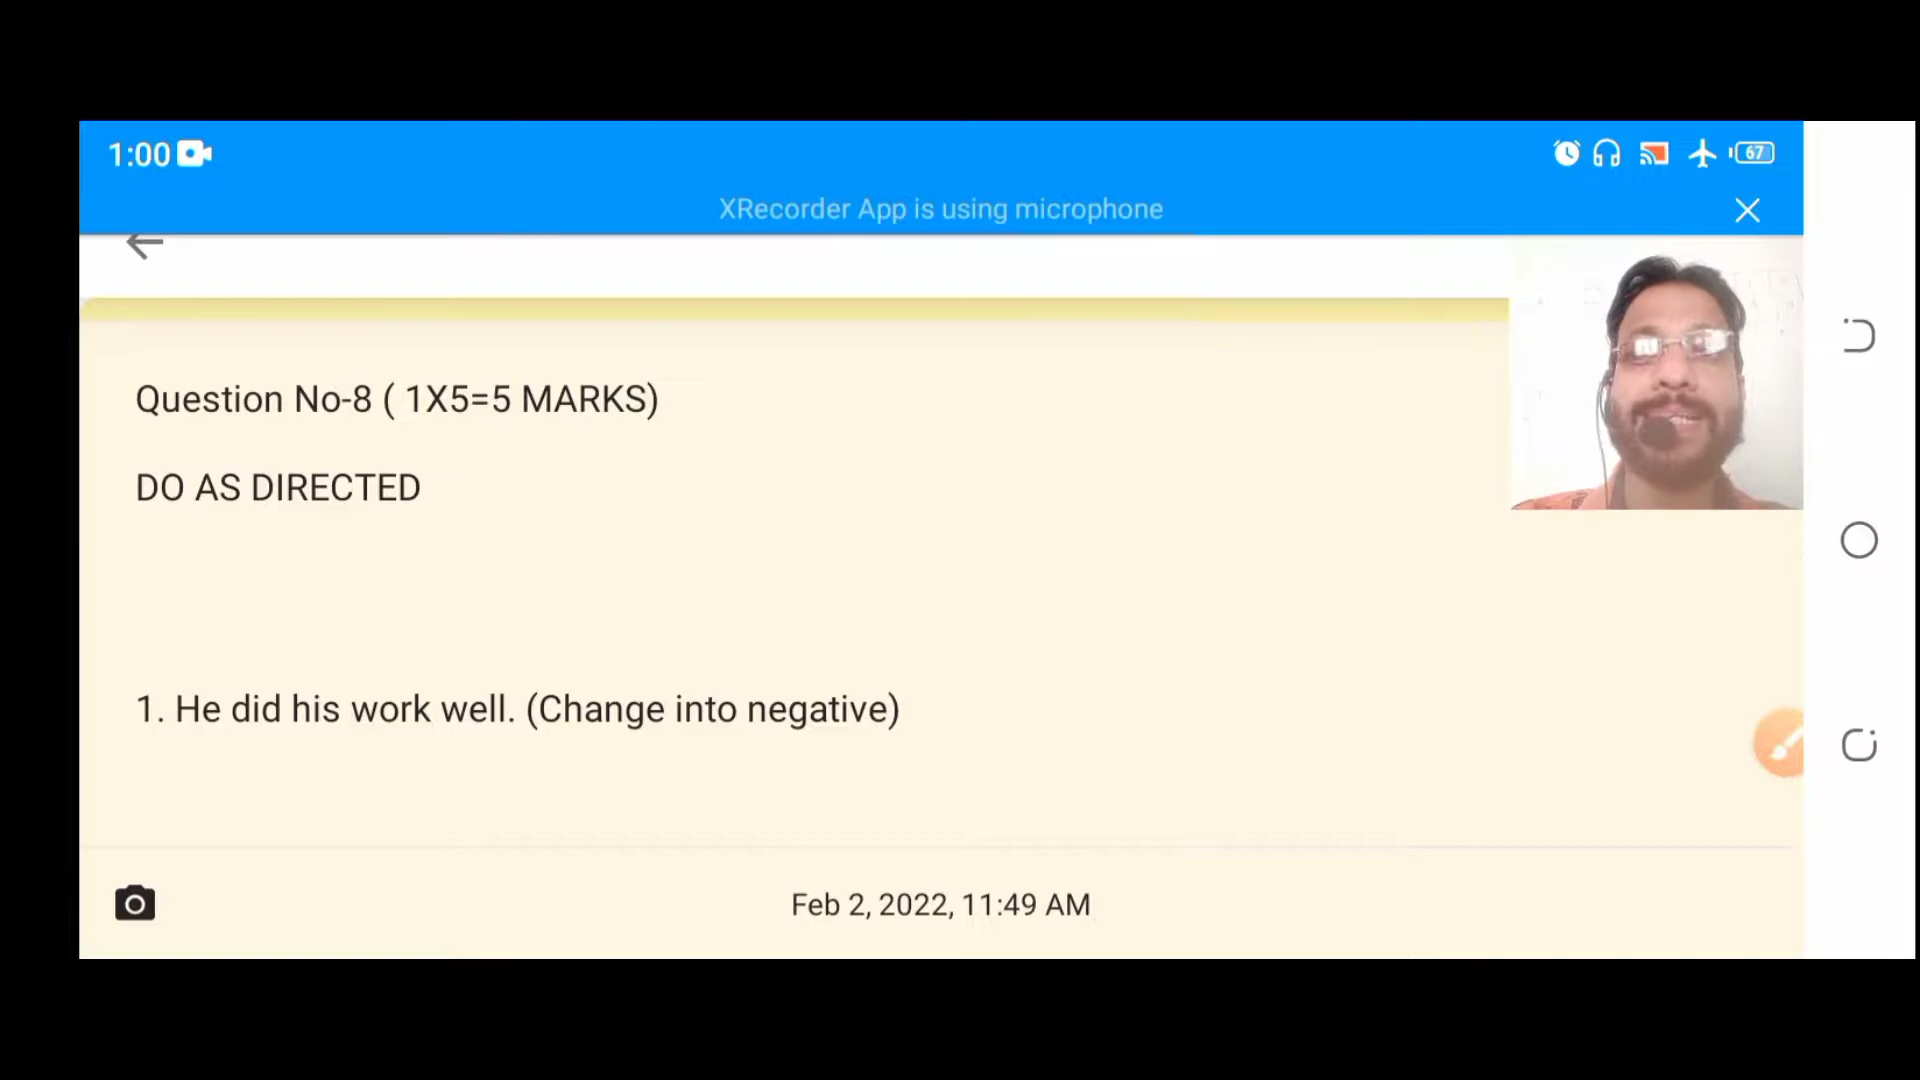 1:00
67
XRecorder App is using microphone
Question No-8 ( 1X5=5 MARKS)
DO AS DIRECTED
1. He did his work well. (Change into negative)
Feb 2, 2022, 11:49 AM